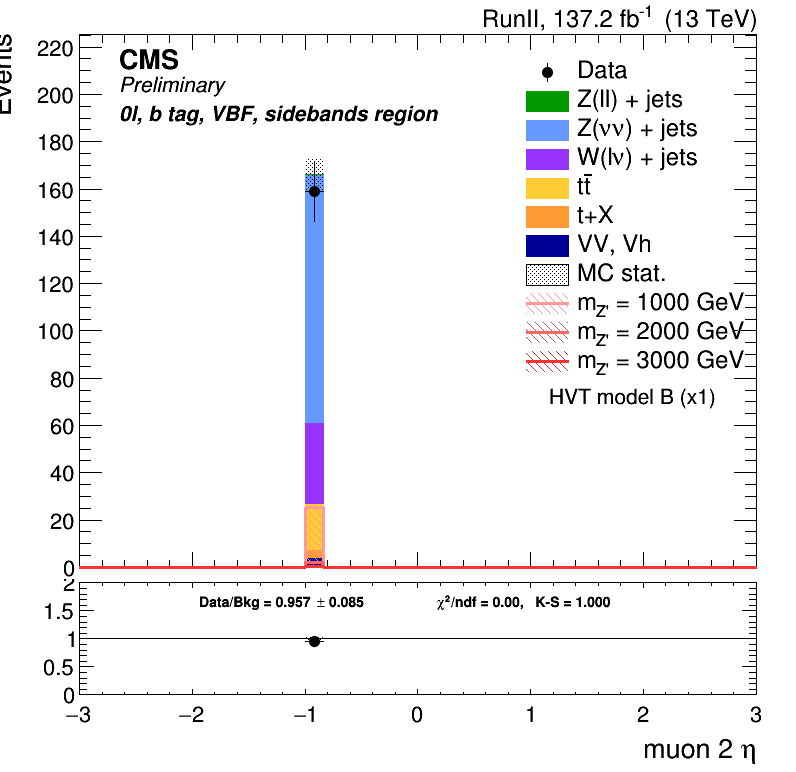 RunII, 137.2 fb⁻¹ (13 TeV)
Events
CMS
Preliminary
0l, b tag, VBF, sidebands region
Data
Z(ll) + jets
Z(νν) + jets
W(lν) + jets
tt̄
t+X
VV, Vh
MC stat.
m_Z' = 1000 GeV
m_Z' = 2000 GeV
m_Z' = 3000 GeV
HVT model B (x1)
220
200
180
160
140
120
100
80
60
40
20
0
Data/Bkg = 0.957 ± 0.085 χ²/ndf = 0.00, K-S = 1.000
2
1.5
1
0.5
0
−3 −2 −1 0 1 2 3
muon 2 η